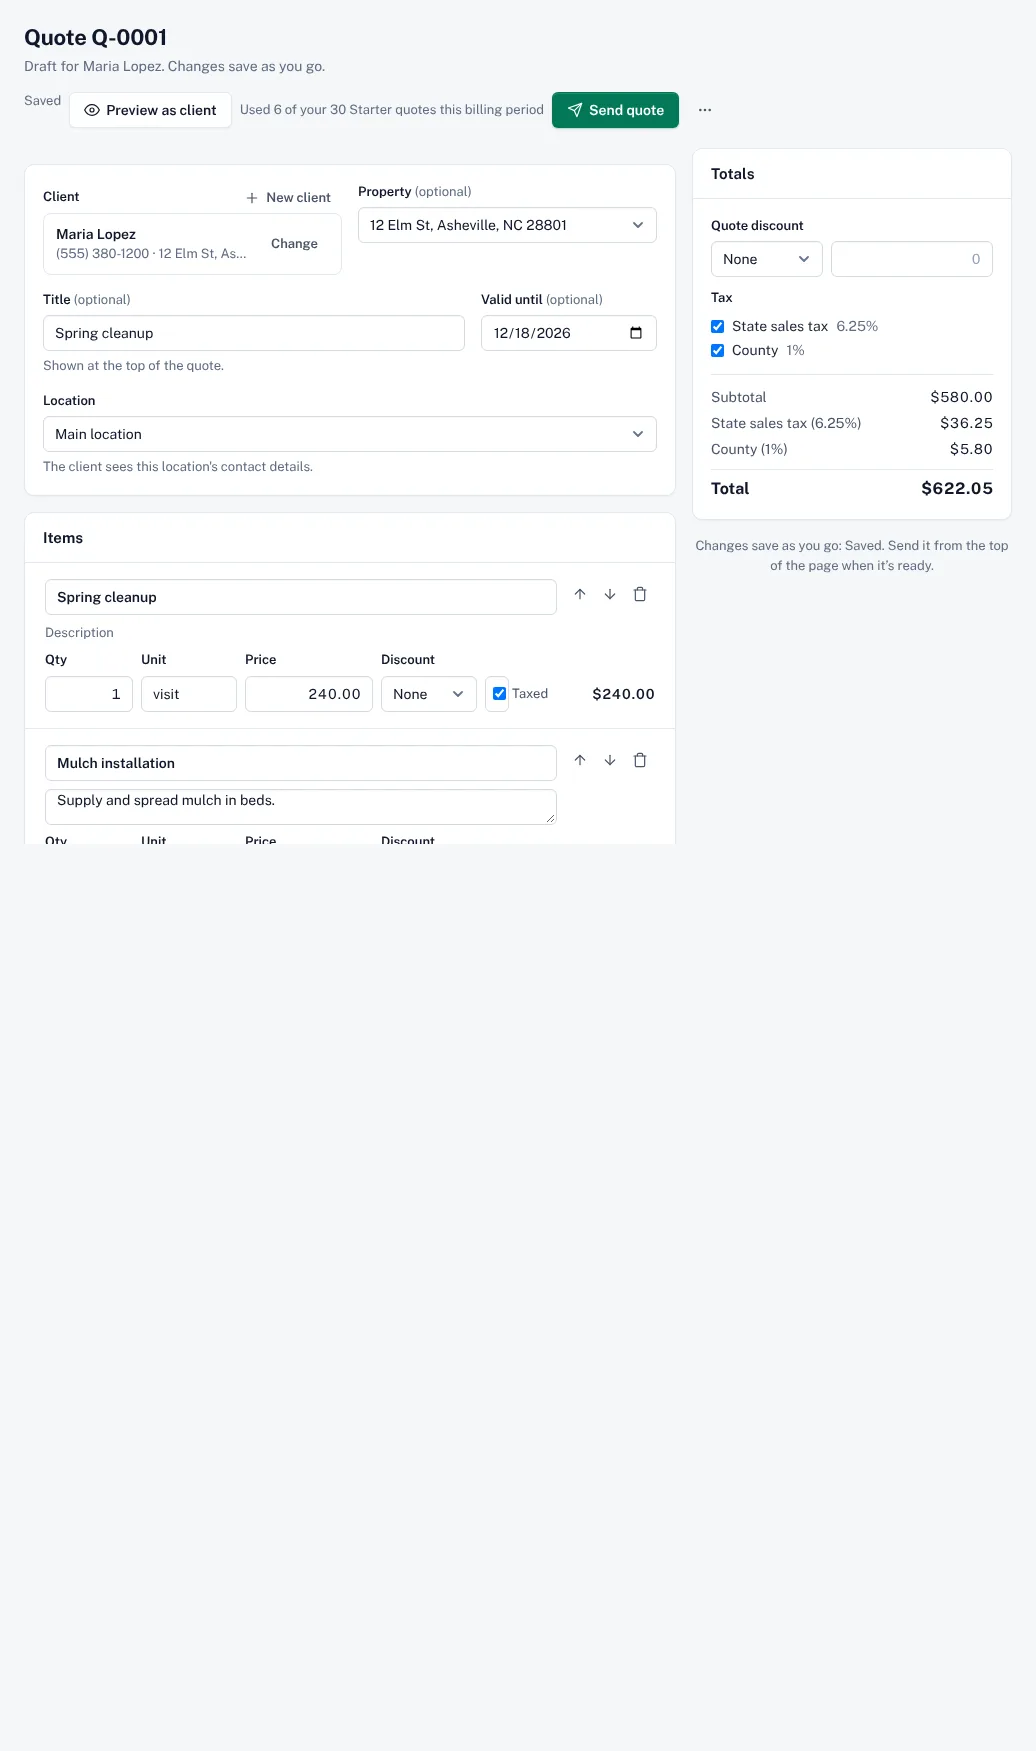 Quote Q-0001
Draft for Maria Lopez. Changes save as you go.
Saved
Preview as client
Used 6 of your 30 Starter quotes this billing period
Send quote
Client
New client
Maria Lopez
(555) 380-1200 · 12 Elm St, As...
Change
Property (optional)
12 Elm St, Asheville, NC 28801
Title (optional)
Spring cleanup
Shown at the top of the quote.
Valid until (optional)
12/18/2026
Location
Main location
The client sees this location's contact details.
Items
Spring cleanup
Description
Qty Unit Price Discount
1 visit 240.00 None Taxed $240.00
Mulch installation
Supply and spread mulch in beds.
Qty Unit Price Discount
Totals
Quote discount
None 0
Tax
State sales tax 6.25%
County 1%
Subtotal $580.00
State sales tax (6.25%) $36.25
County (1%) $5.80
Total $622.05
Changes save as you go: Saved. Send it from the top
of the page when it's ready.